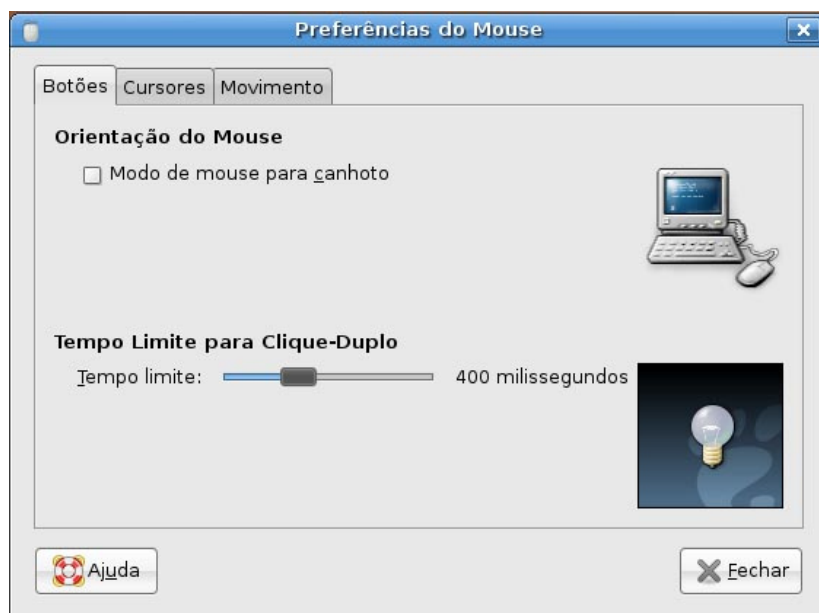 Preferências do Mouse
Botões Cursores Movimento
Orientação do Mouse
Modo de mouse para canhoto
Tempo Limite para Clique-Duplo
Tempo limite: 400 milissegundos
Ajuda Fechar